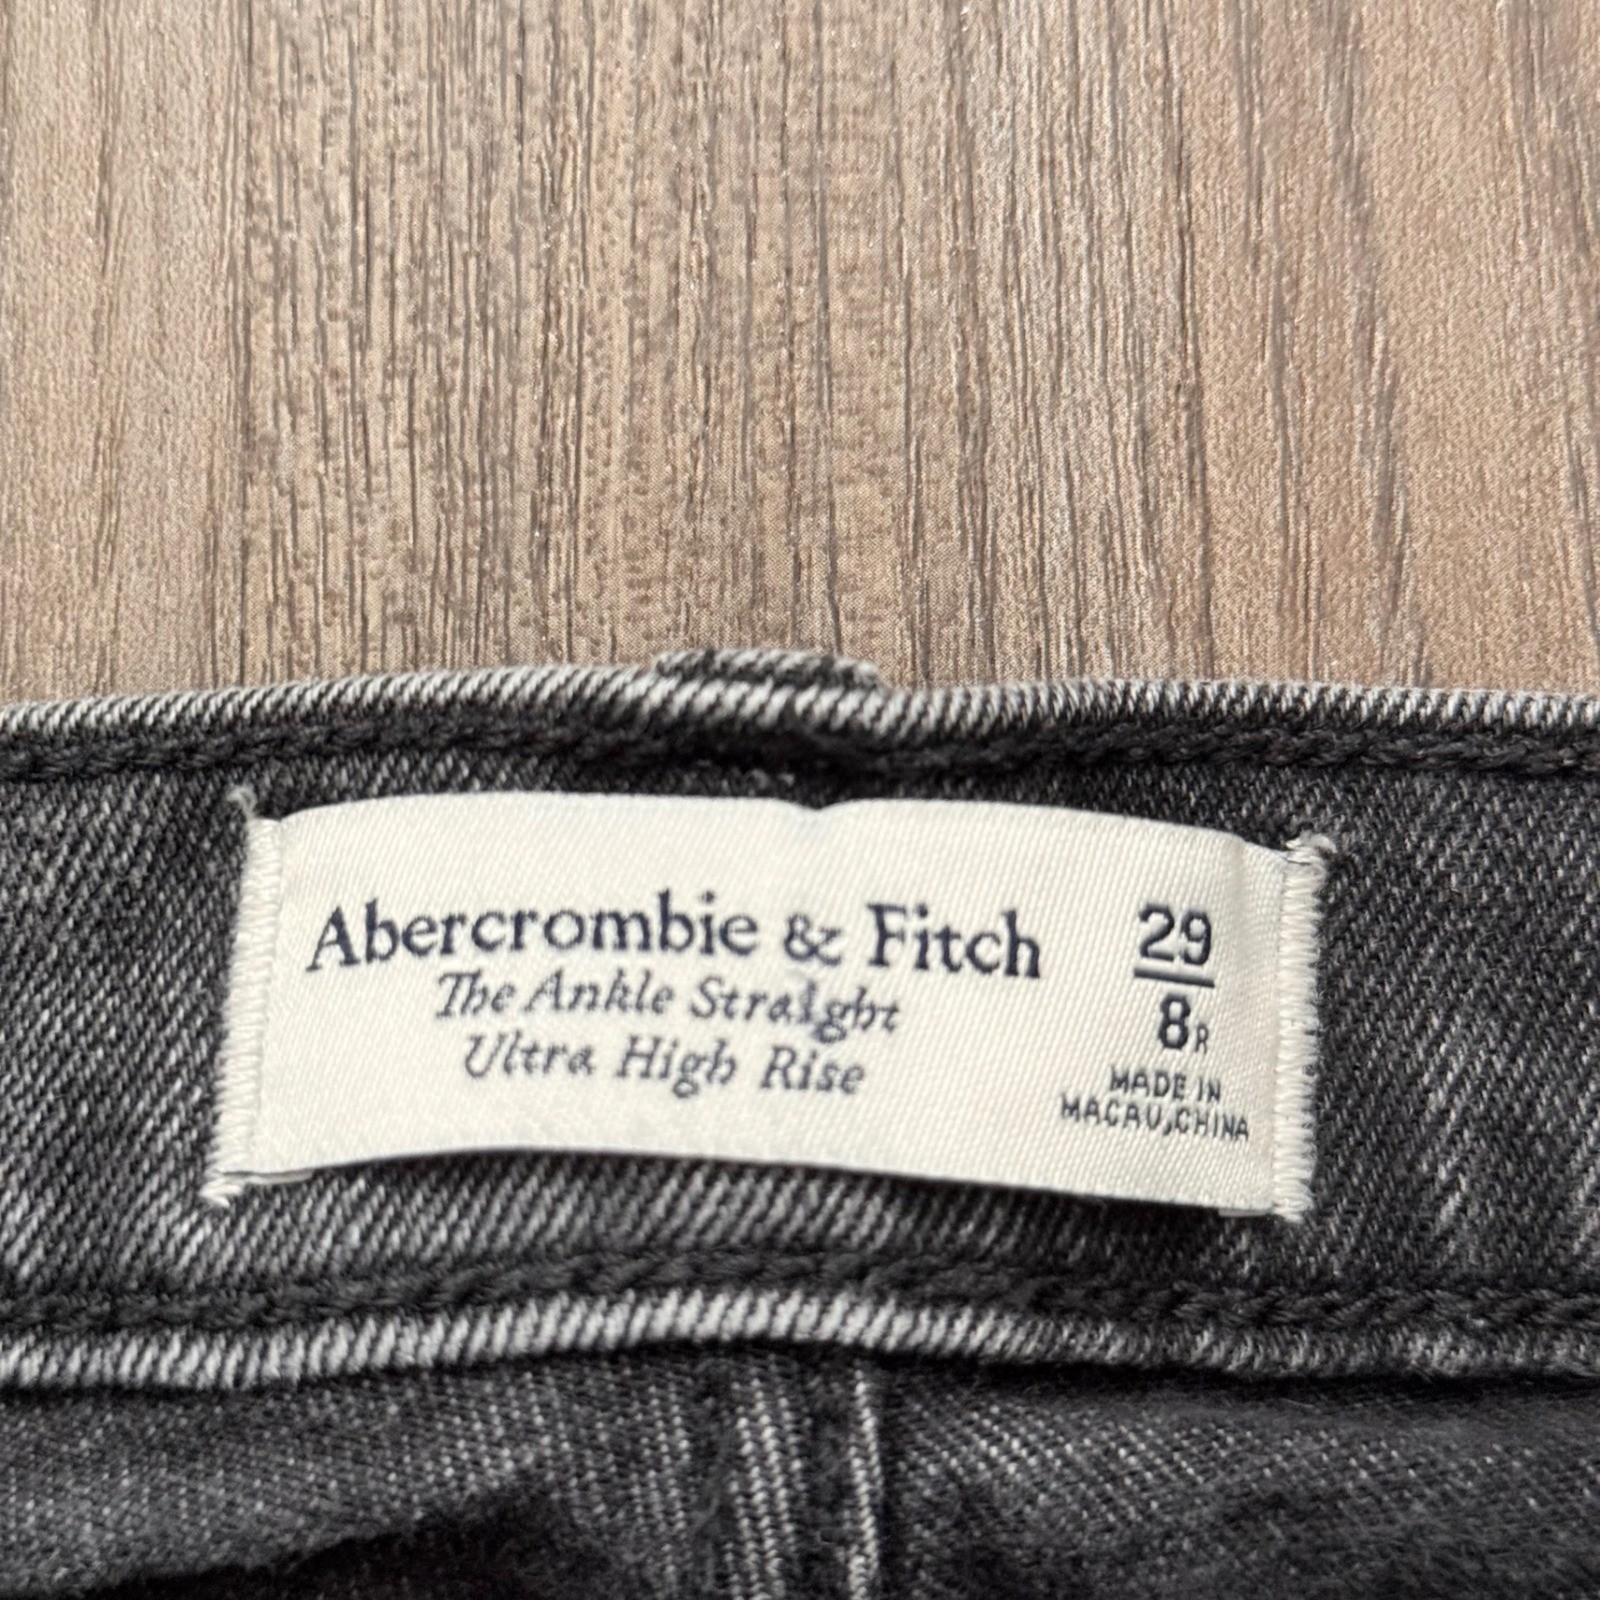 Abercrombie & Fitch
The Ankle Straight
Ultra High Rise
29
8R
MADE IN
MACAU,CHINA